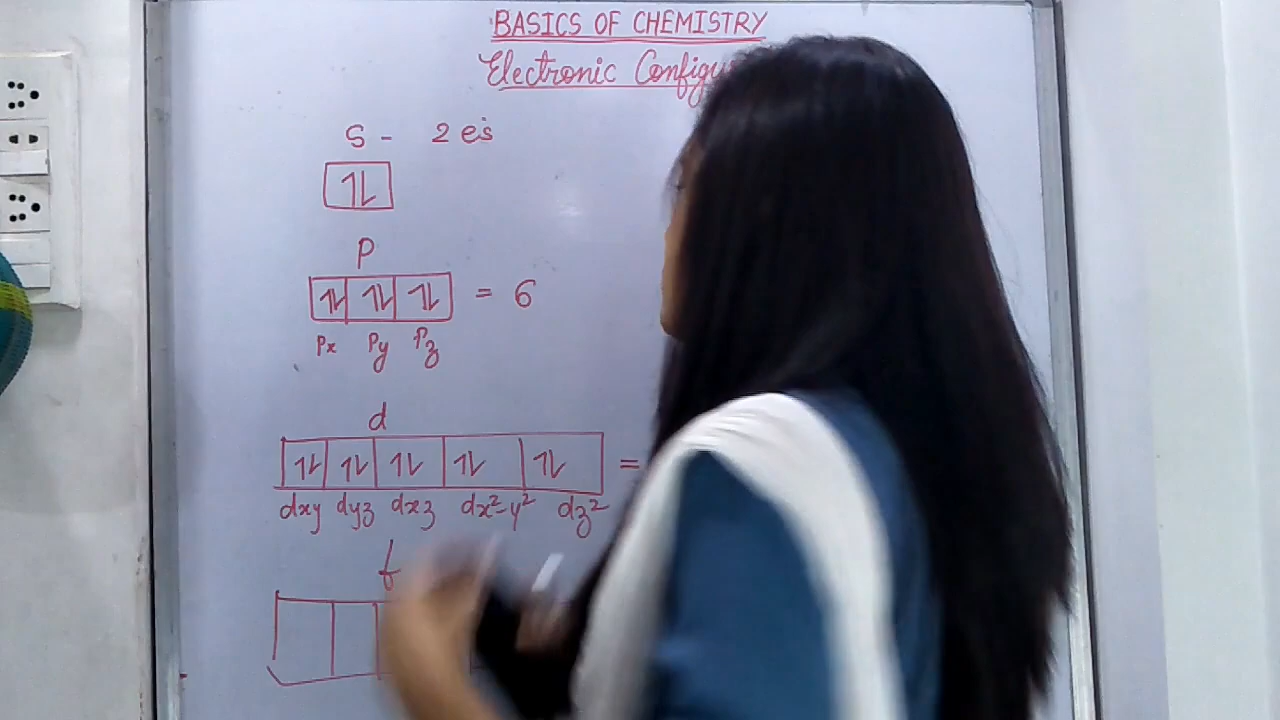 BASICS OF CHEMISTRY
Electronic
S - 2 es
1L
p
1L 1L 1L = 6
Px Py Pz
d
1L 1L 1L 1L 1L =
dxy dyz dxz dx²-y² dz²
f